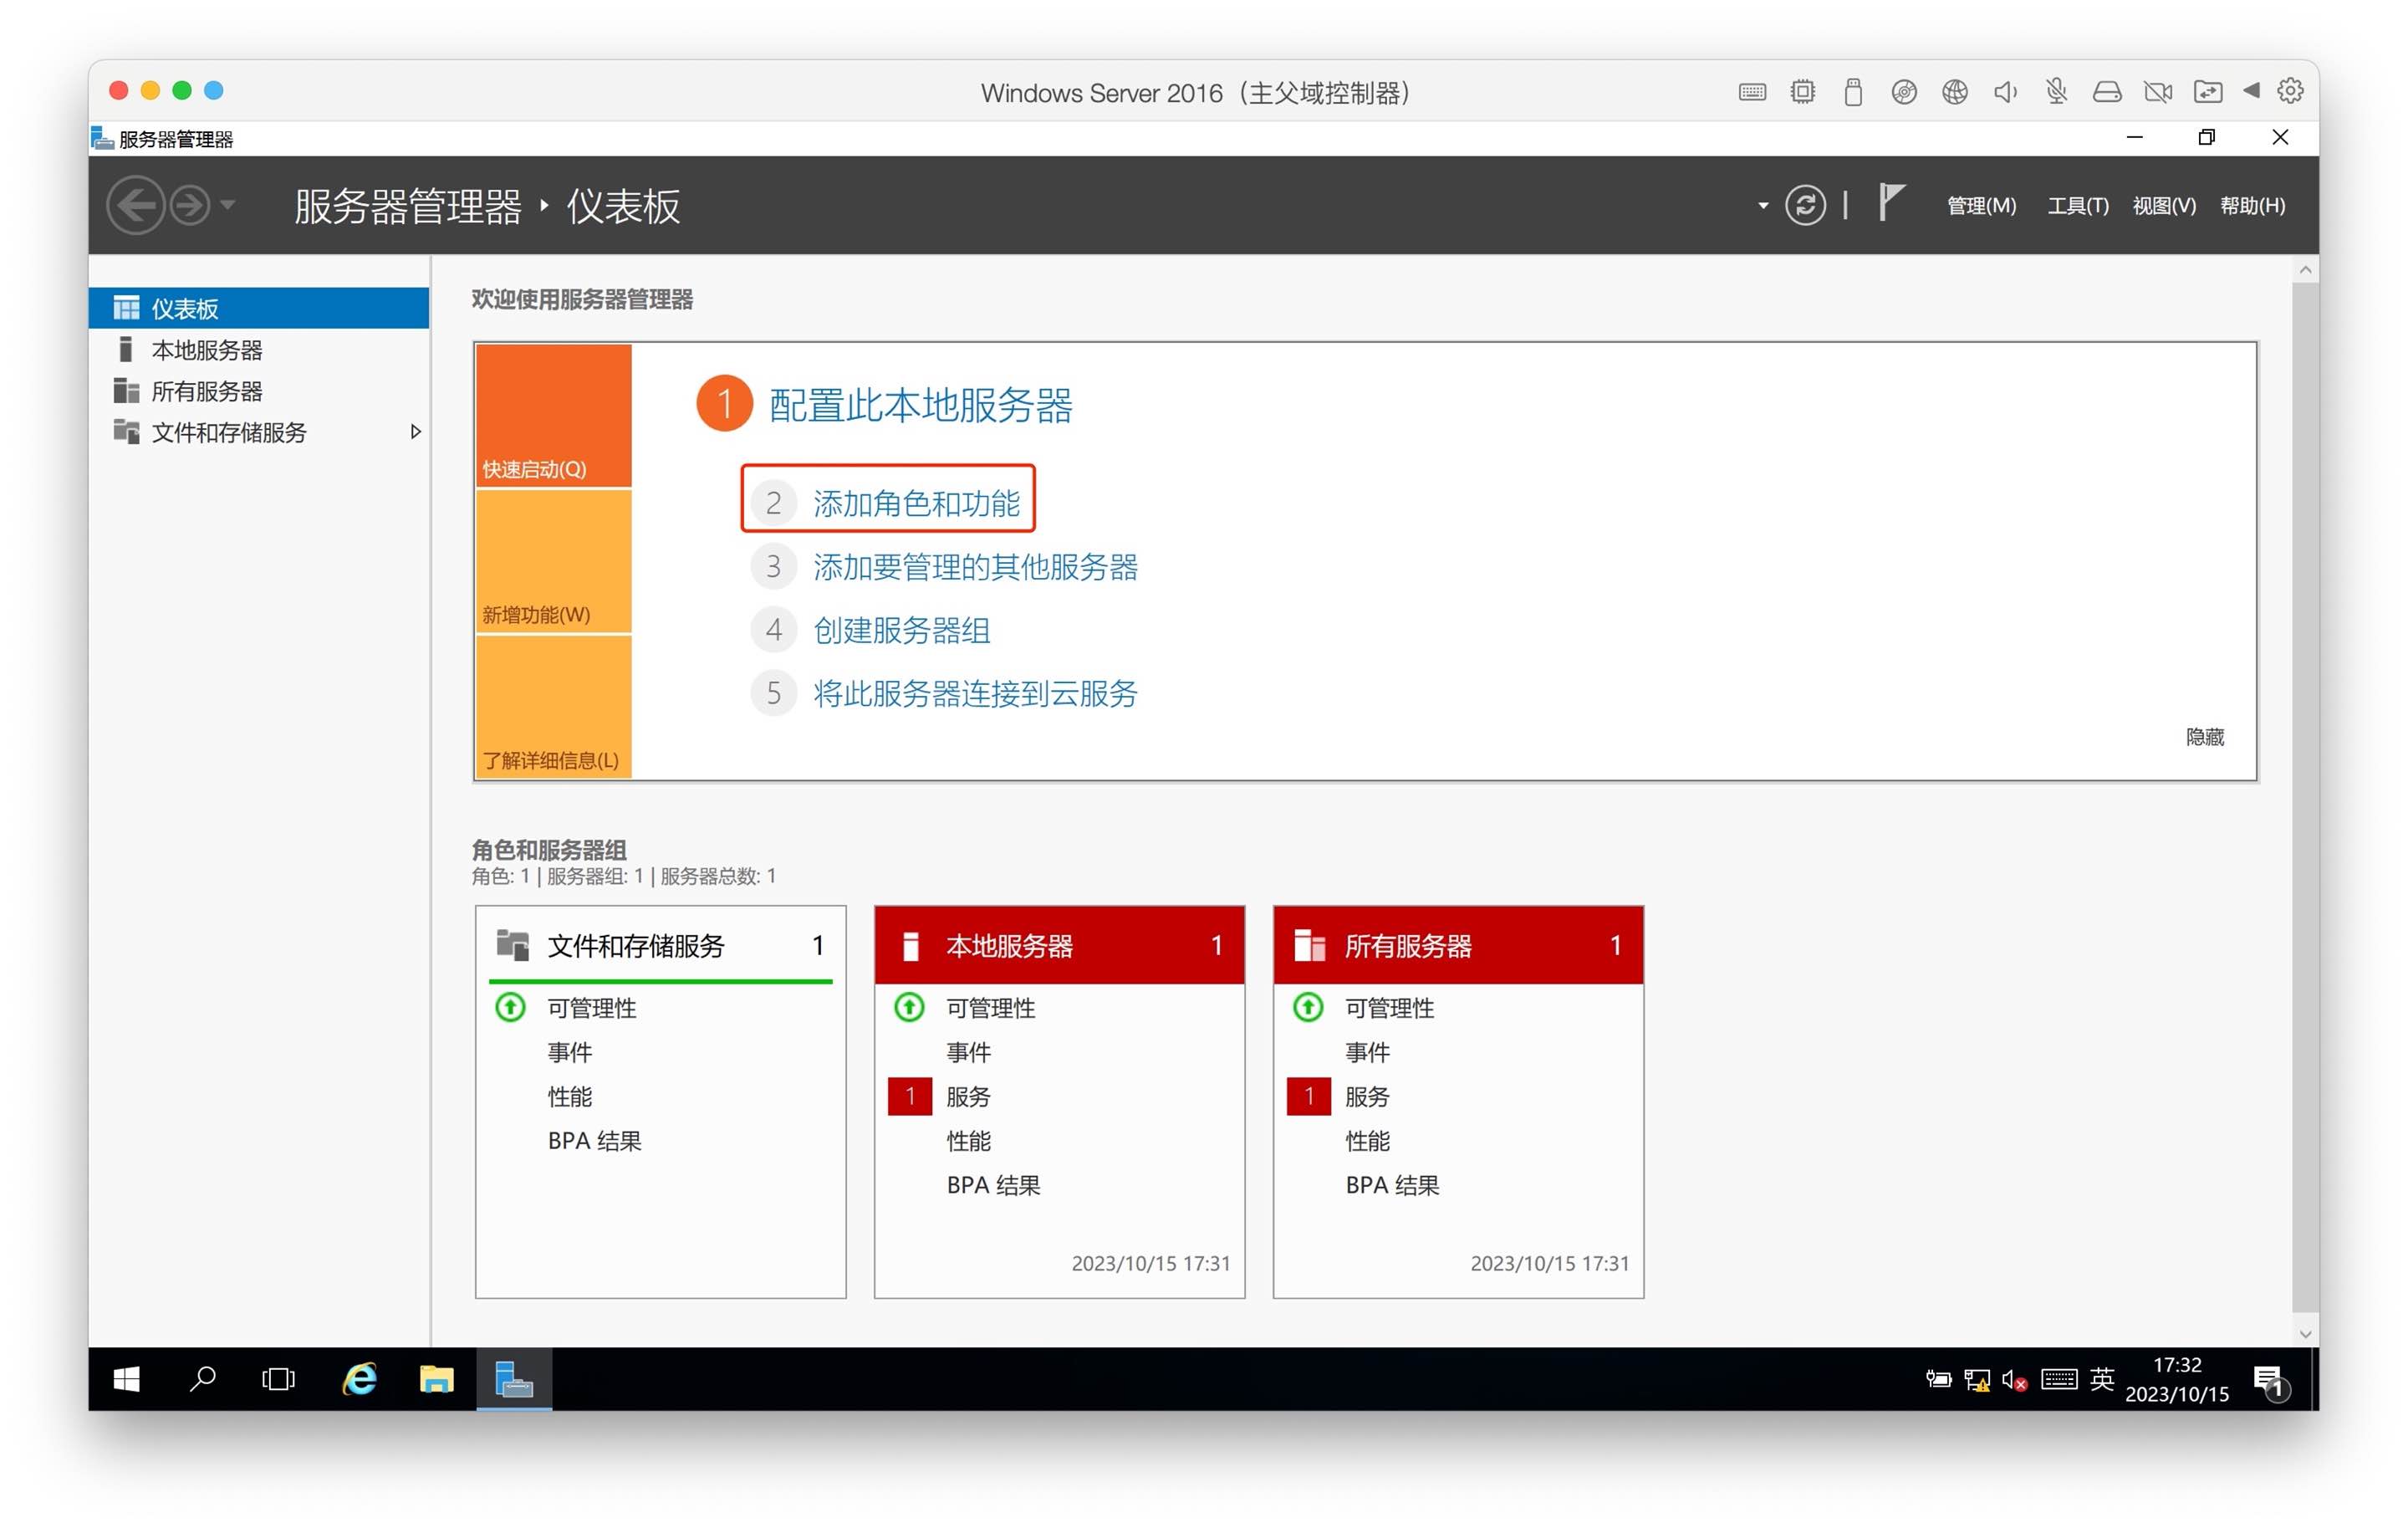 Windows Server 2016（主父域控制器）
服务器管理器
服务器管理器 ‣ 仪表板
管理(M) 工具(T) 视图(V) 帮助(H)
仪表板
本地服务器
所有服务器
文件和存储服务
欢迎使用服务器管理器
快速启动(Q)
新增功能(W)
了解详细信息(L)
1 配置此本地服务器
2 添加角色和功能
3 添加要管理的其他服务器
4 创建服务器组
5 将此服务器连接到云服务
隐藏
角色和服务器组
角色: 1 | 服务器组: 1 | 服务器总数: 1
文件和存储服务 1
可管理性
事件
性能
BPA 结果
本地服务器 1
可管理性
事件
1 服务
性能
BPA 结果
2023/10/15 17:31
所有服务器 1
可管理性
事件
1 服务
性能
BPA 结果
2023/10/15 17:31
英
17:32
2023/10/15
1